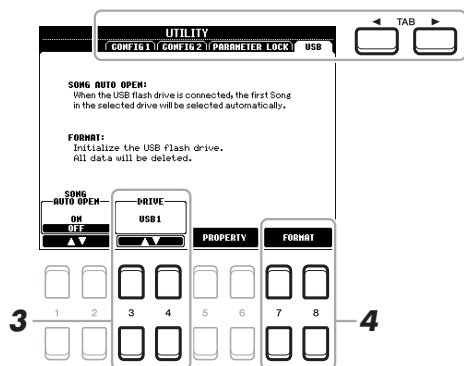 ◄ TAB ►
UTILITY
CONFIG 1 CONFIG 2 PARAMETER LOCK USB
SONG AUTO OPEN:
When the USB flash drive is connected, the first Song
in the selected drive will be selected automatically.
FORMAT:
Initialize the USB flash drive.
All data will be deleted.
SONG
AUTO OPEN
ON
OFF
▲▼
DRIVE
USB1
▲▼
PROPERTY
FORMAT
1 2 3 4 5 6 7 8
3
4